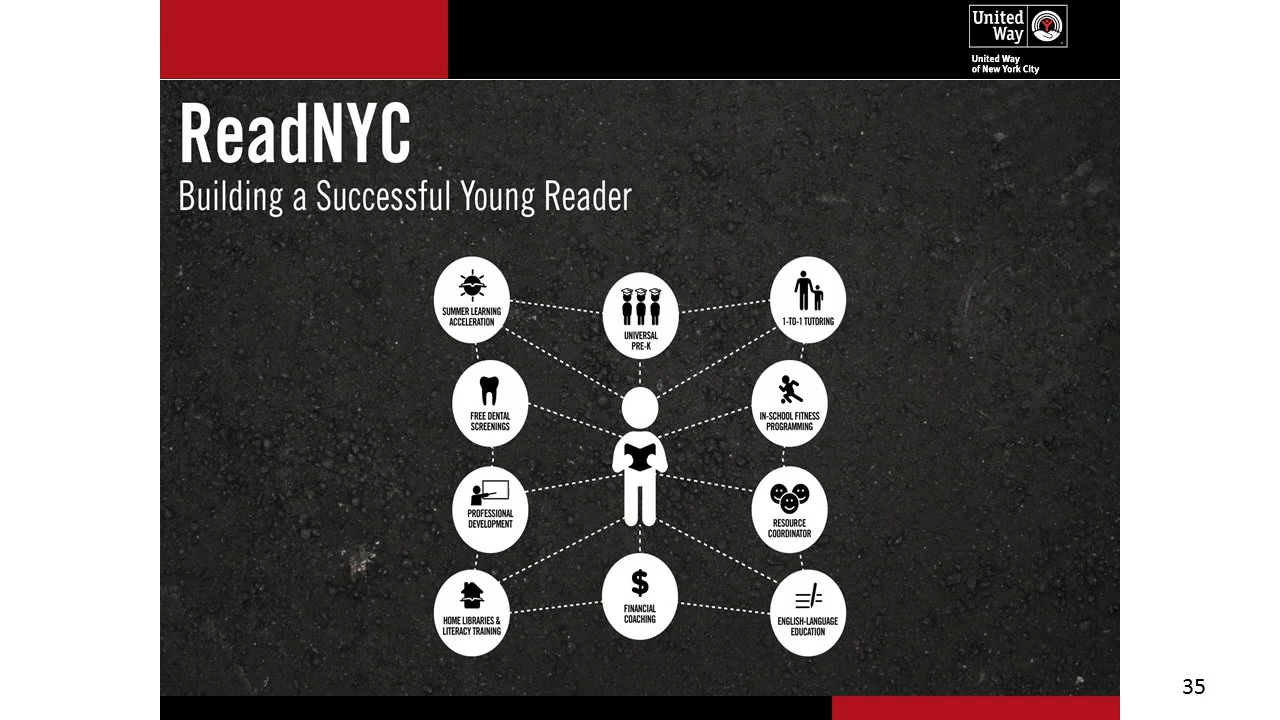 United
Way
United Way
of New York City
ReadNYC
Building a Successful Young Reader
SUMMER LEARNING
ACCELERATION
UNIVERSAL
PRE-K
1-TO-1 TUTORING
FREE DENTAL
SCREENINGS
IN-SCHOOL FITNESS
PROGRAMMING
PROFESSIONAL
DEVELOPMENT
RESOURCE
COORDINATOR
HOME LIBRARIES &
LITERACY TRAINING
$
FINANCIAL
COACHING
ENGLISH-LANGUAGE
EDUCATION
35